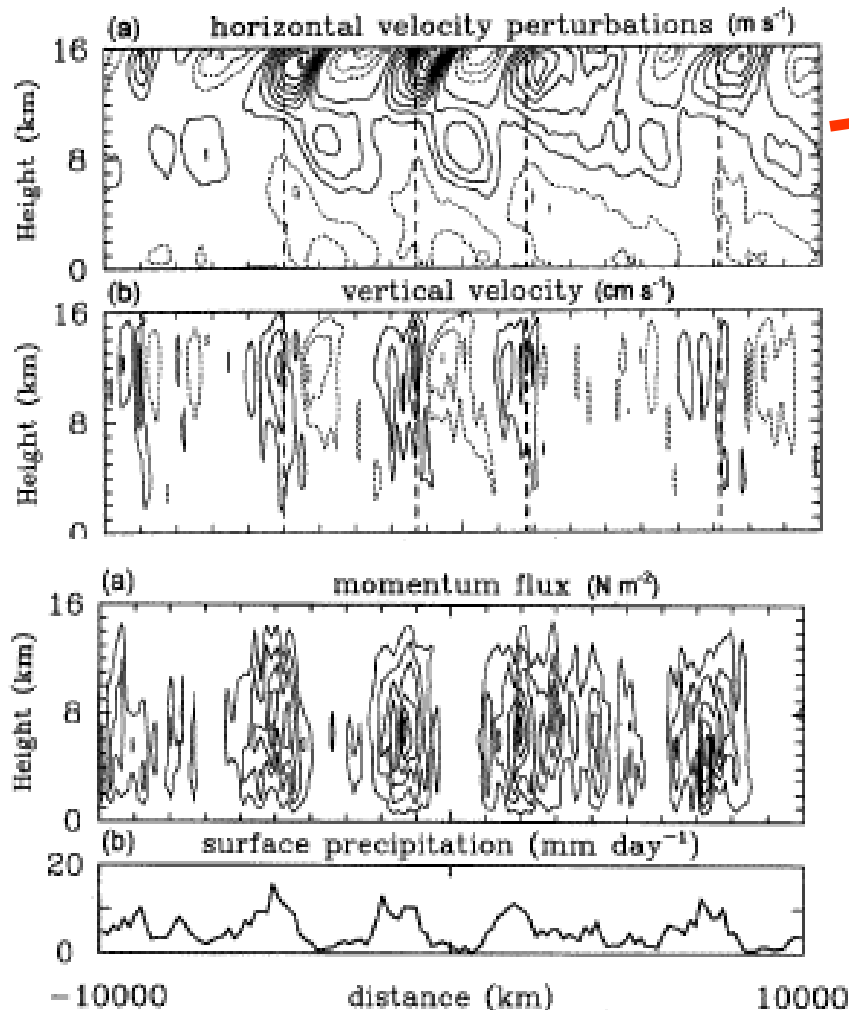 (a) horizontal velocity perturbations (m s⁻¹)
16
8
0
Height (km)
(b) vertical velocity (cm s⁻¹)
16
8
0
Height (km)
(a) momentum flux (N m⁻²)
16
8
0
Height (km)
(b) surface precipitation (mm day⁻¹)
20
0
−10000 distance (km) 10000